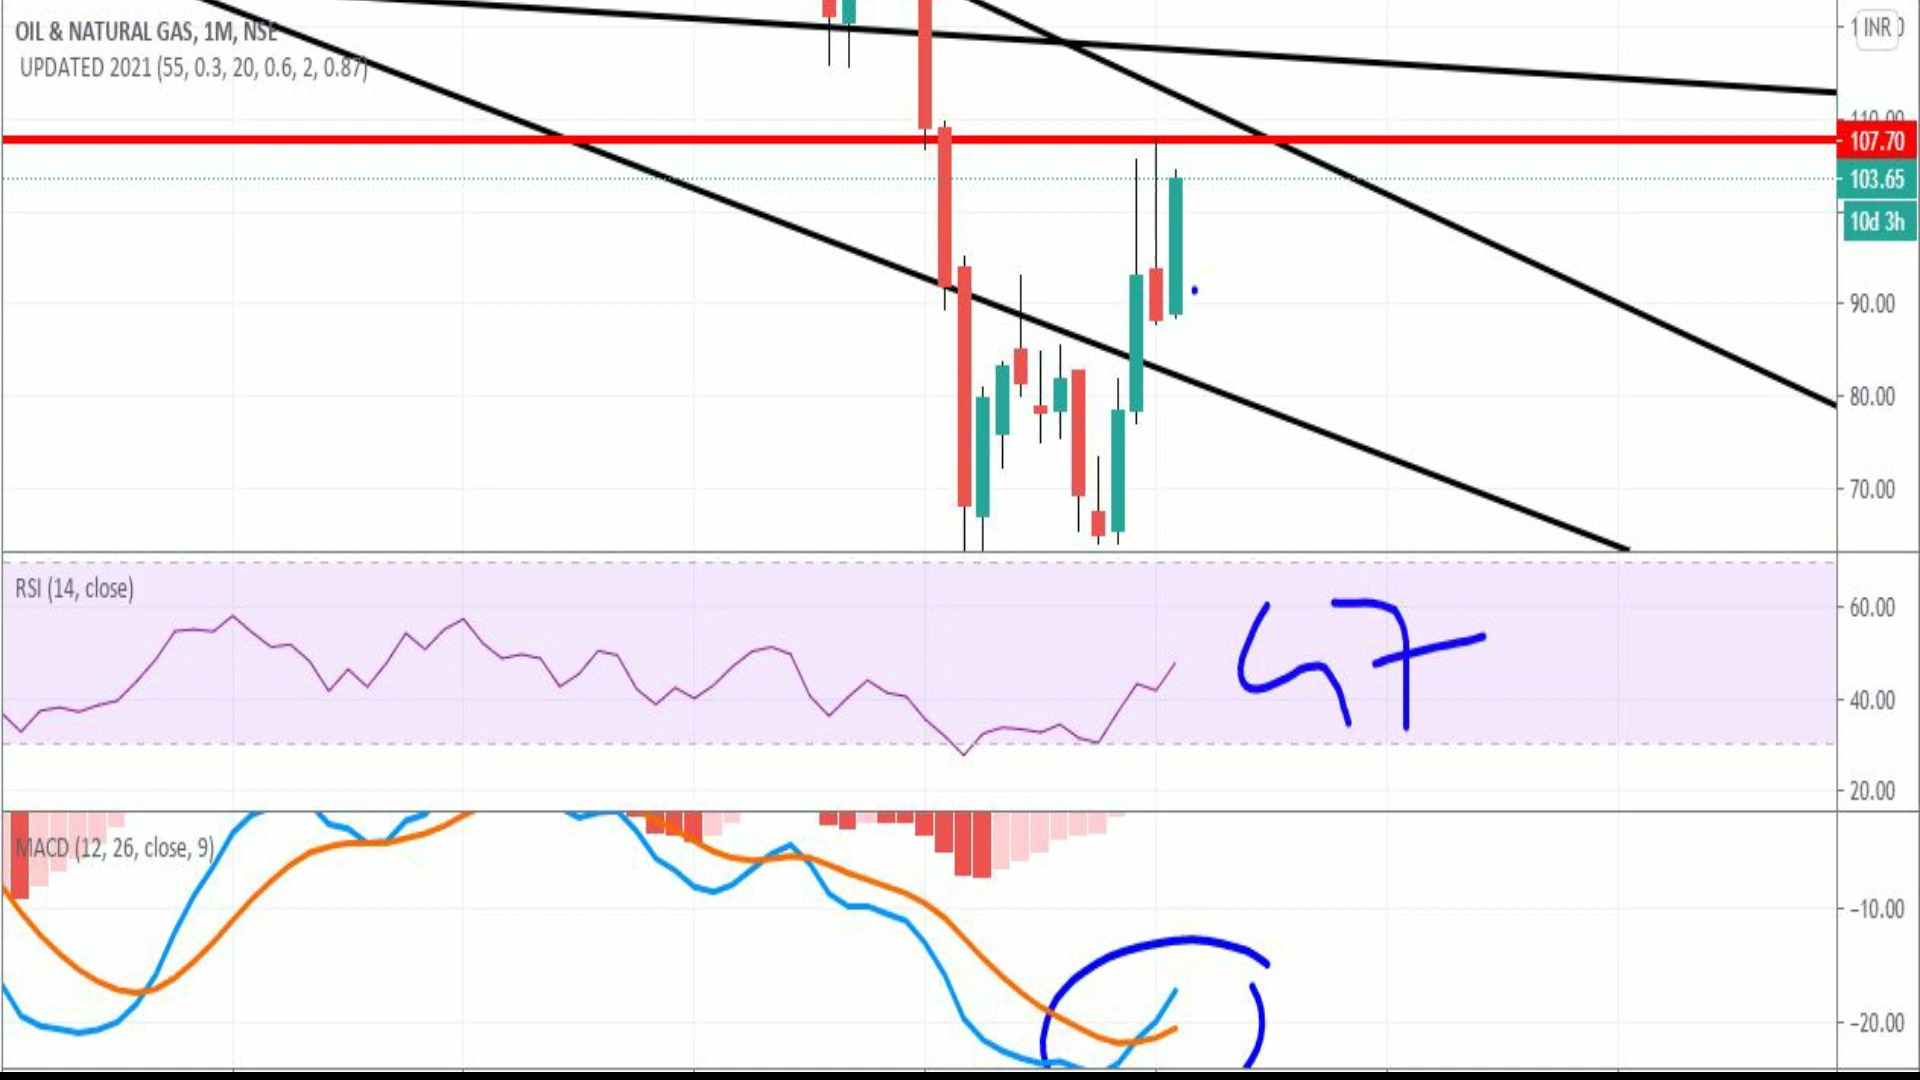 OIL & NATURAL GAS, 1M, NSE
UPDATED 2021 (55, 0.3, 20, 0.6, 2, 0.87)
INR
110.00
107.70
103.65
10d 3h
90.00
80.00
70.00
RSI (14, close)
47
60.00
40.00
20.00
MACD (12, 26, close, 9)
-10.00
-20.00